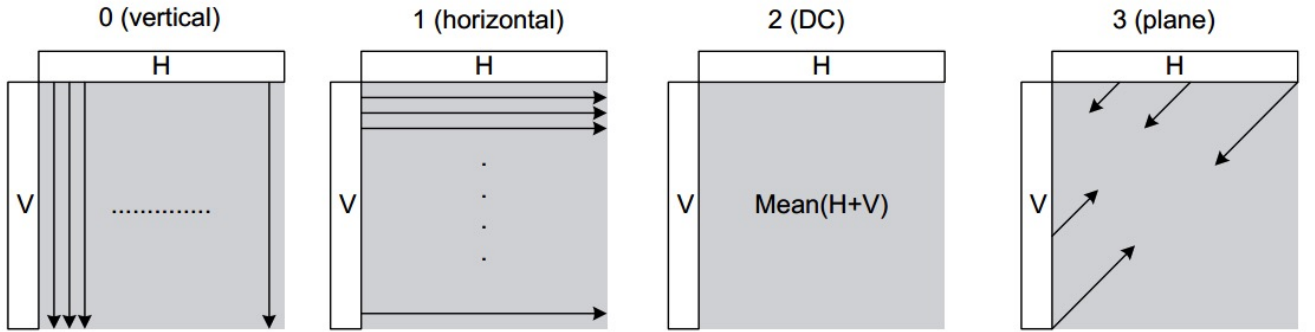 0 (vertical)
1 (horizontal)
2 (DC)
3 (plane)
H
H
H
H
V
..............
V
.
.
.
.
V
Mean(H+V)
V